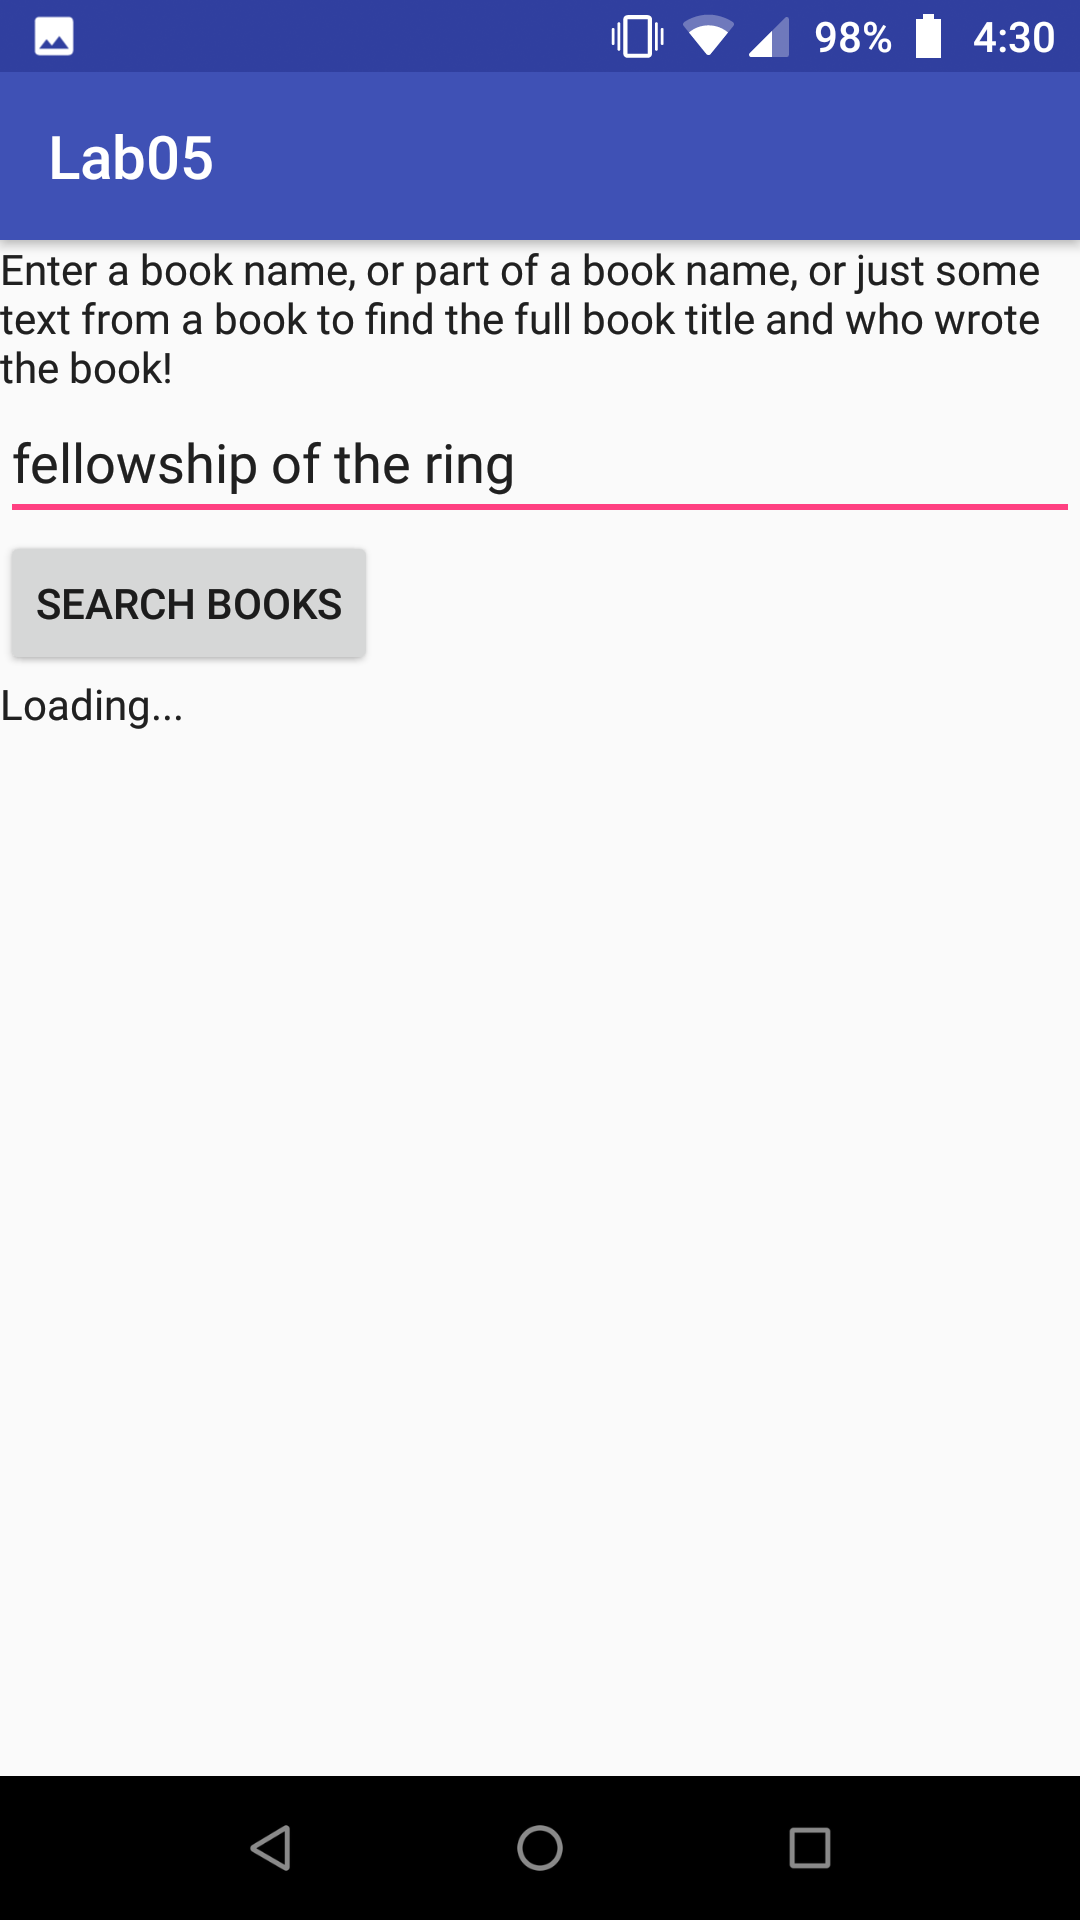 98% 4:30
Lab05
Enter a book name, or part of a book name, or just some
text from a book to find the full book title and who wrote
the book!
fellowship of the ring
SEARCH BOOKS
Loading...